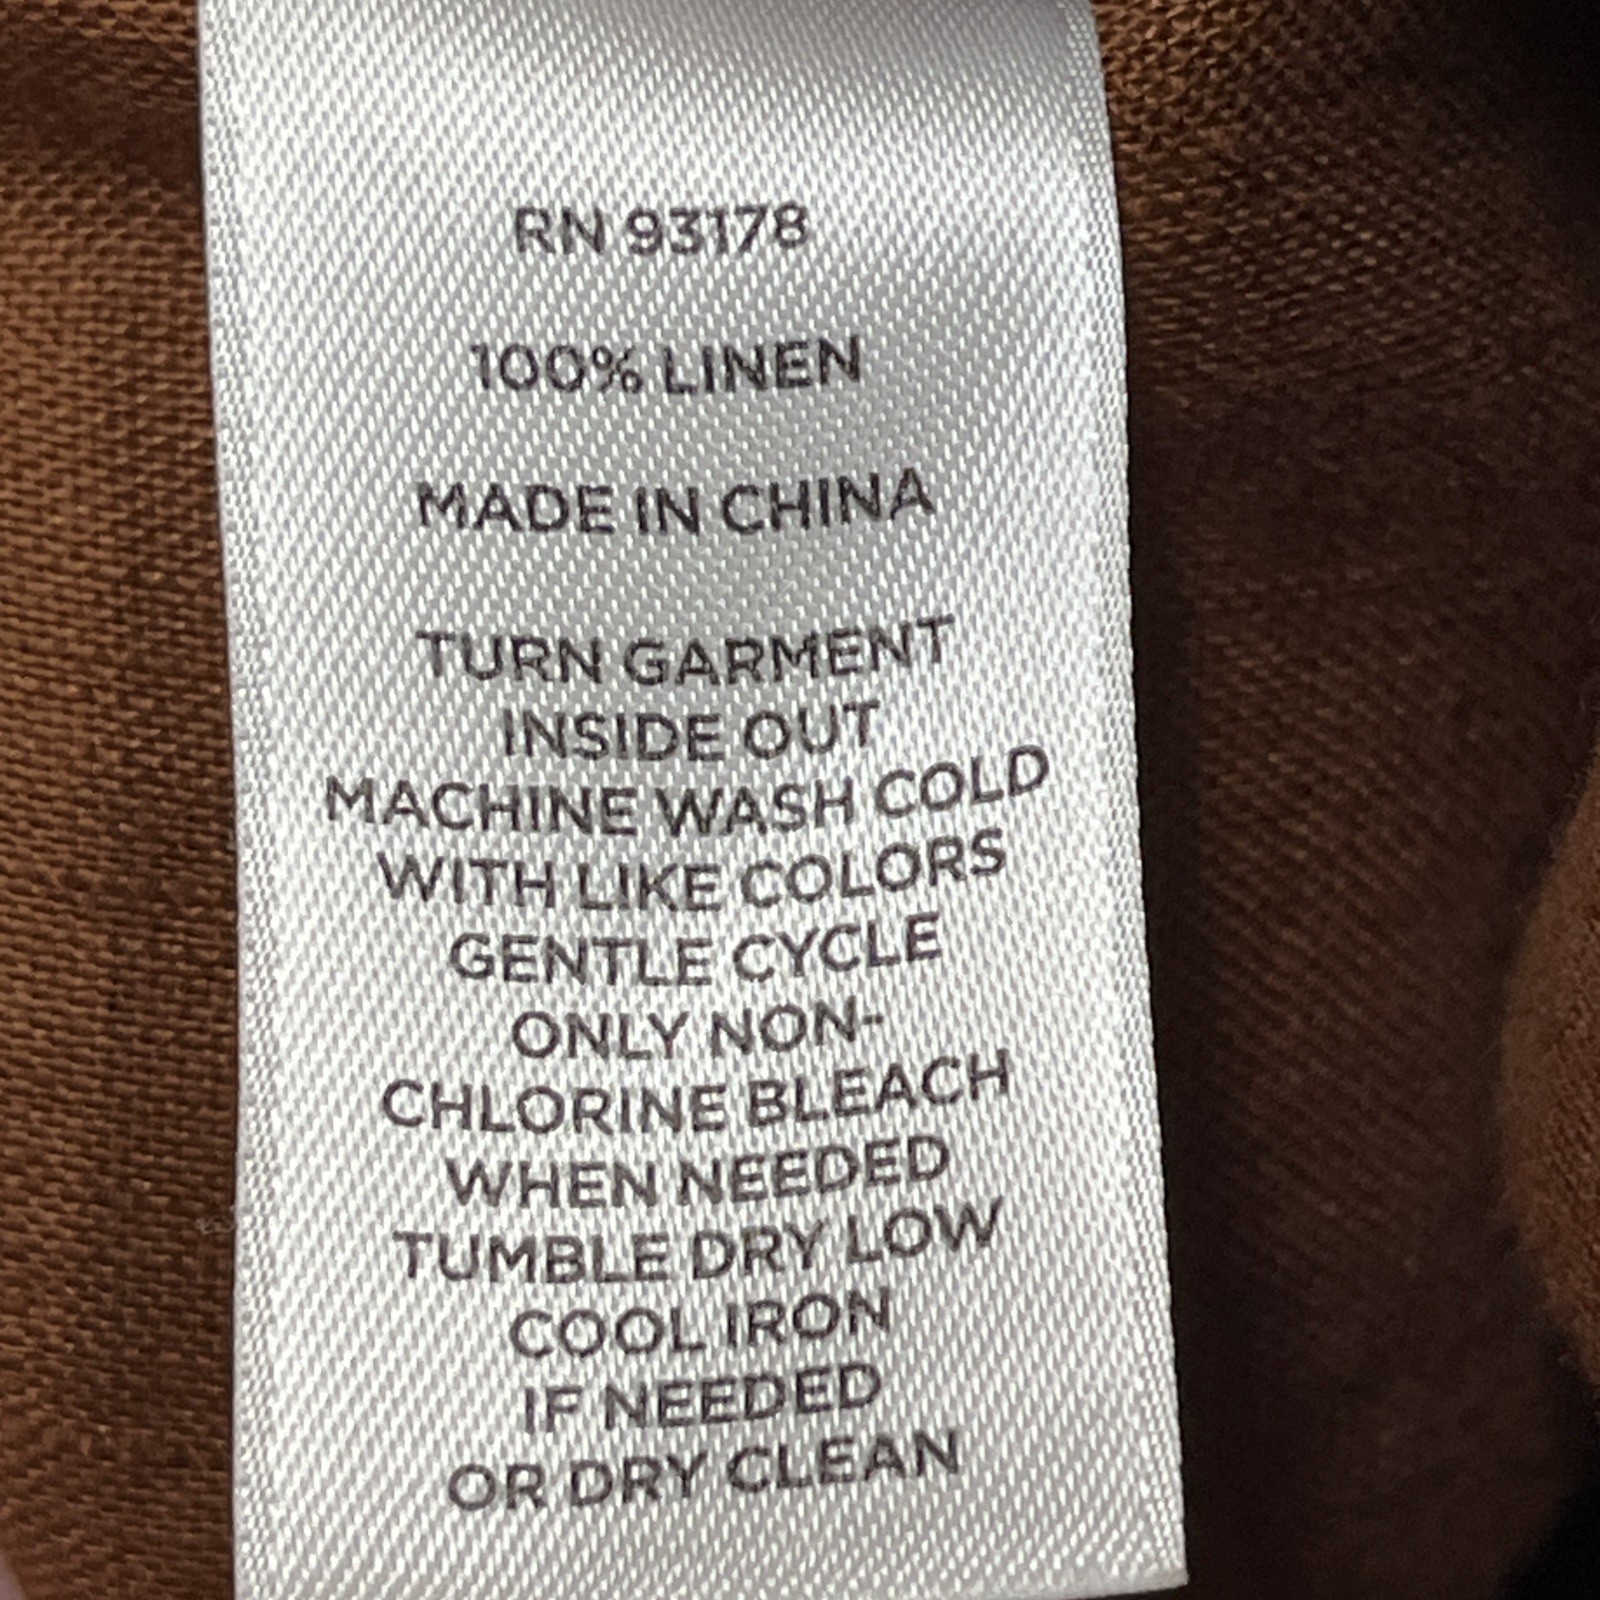 RN 93178
100% LINEN
MADE IN CHINA
TURN GARMENT
INSIDE OUT
MACHINE WASH COLD
WITH LIKE COLORS
GENTLE CYCLE
ONLY NON-
CHLORINE BLEACH
WHEN NEEDED
TUMBLE DRY LOW
COOL IRON
IF NEEDED
OR DRY CLEAN